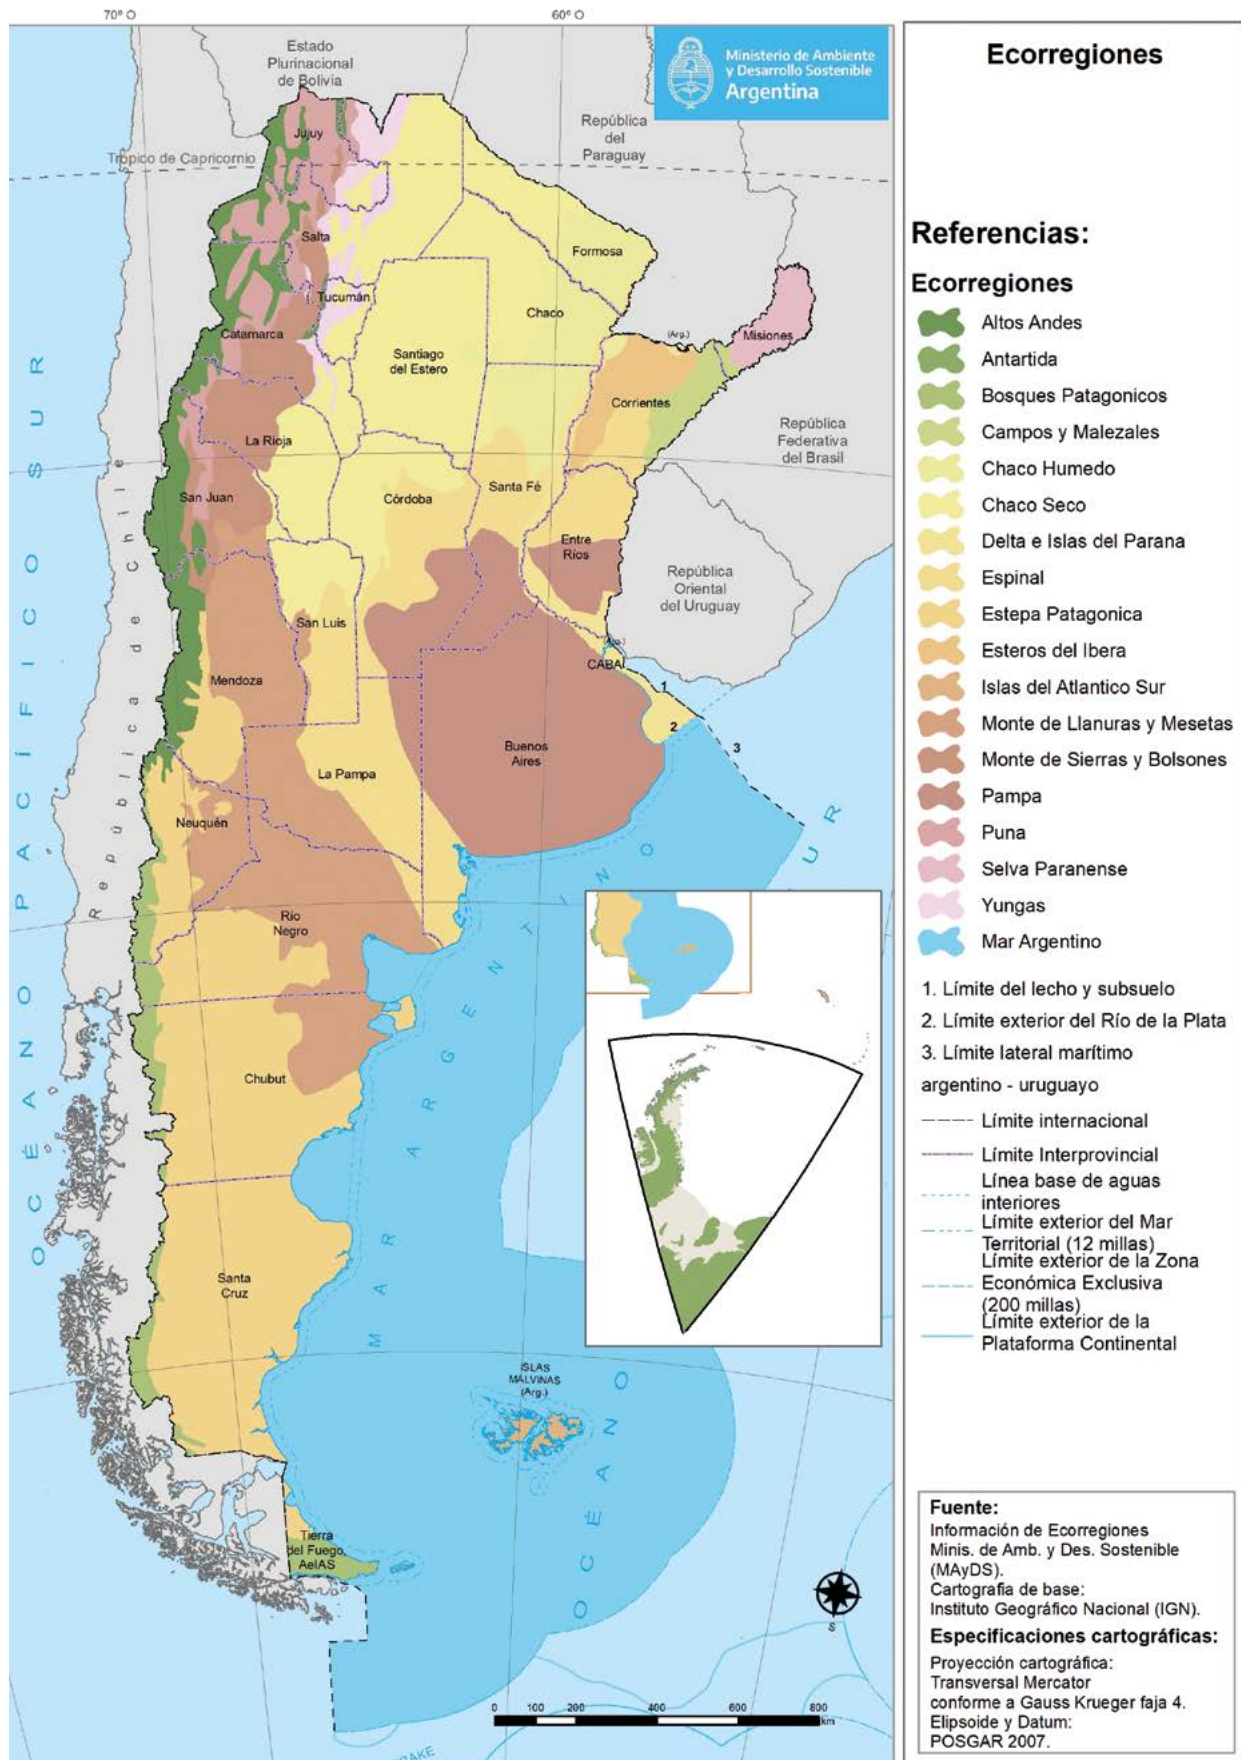 70º O
60º O
Estado
Plurinacional
de Bolivia
Ministerio de Ambiente
y Desarrollo Sostenible
Argentina
República
del
Paraguay
Trópico de Capricornio
Jujuy
Salta
Formosa
Tucumán
Chaco
(Arg.)
Misiones
Catamarca
Santiago
del Estero
Corrientes
República
Federativa
del Brasil
La Rioja
San Juan
Córdoba
Santa Fé
Entre
Ríos
República
Oriental
del Uruguay
San Luis
(Arg.)
CABA
Mendoza
1
2
3
Buenos
Aires
La Pampa
Neuquén
Río
Negro
Chubut
Santa
Cruz
ISLAS
MALVINAS
(Arg.)
Tierra
del Fuego,
AeIAS
República de Chile
OCÉANO PACÍFICO SUR
MAR ARGENTINO
OCÉANO
UR
S
0 100 200 400 600 800
km
RAKE
Ecorregiones
Referencias:
Ecorregiones
Altos Andes
Antartida
Bosques Patagonicos
Campos y Malezales
Chaco Humedo
Chaco Seco
Delta e Islas del Parana
Espinal
Estepa Patagonica
Esteros del Ibera
Islas del Atlantico Sur
Monte de Llanuras y Mesetas
Monte de Sierras y Bolsones
Pampa
Puna
Selva Paranense
Yungas
Mar Argentino
1. Límite del lecho y subsuelo
2. Límite exterior del Río de la Plata
3. Límite lateral marítimo
argentino - uruguayo
Límite internacional
Límite Interprovincial
Línea base de aguas
interiores
Límite exterior del Mar
Territorial (12 millas)
Límite exterior de la Zona
Económica Exclusiva
(200 millas)
Límite exterior de la
Plataforma Continental
Fuente:
Información de Ecorregiones
Minis. de Amb. y Des. Sostenible
(MAyDS).
Cartografia de base:
Instituto Geográfico Nacional (IGN).
Especificaciones cartográficas:
Proyección cartográfica:
Transversal Mercator
conforme a Gauss Krueger faja 4.
Elipsoide y Datum:
POSGAR 2007.